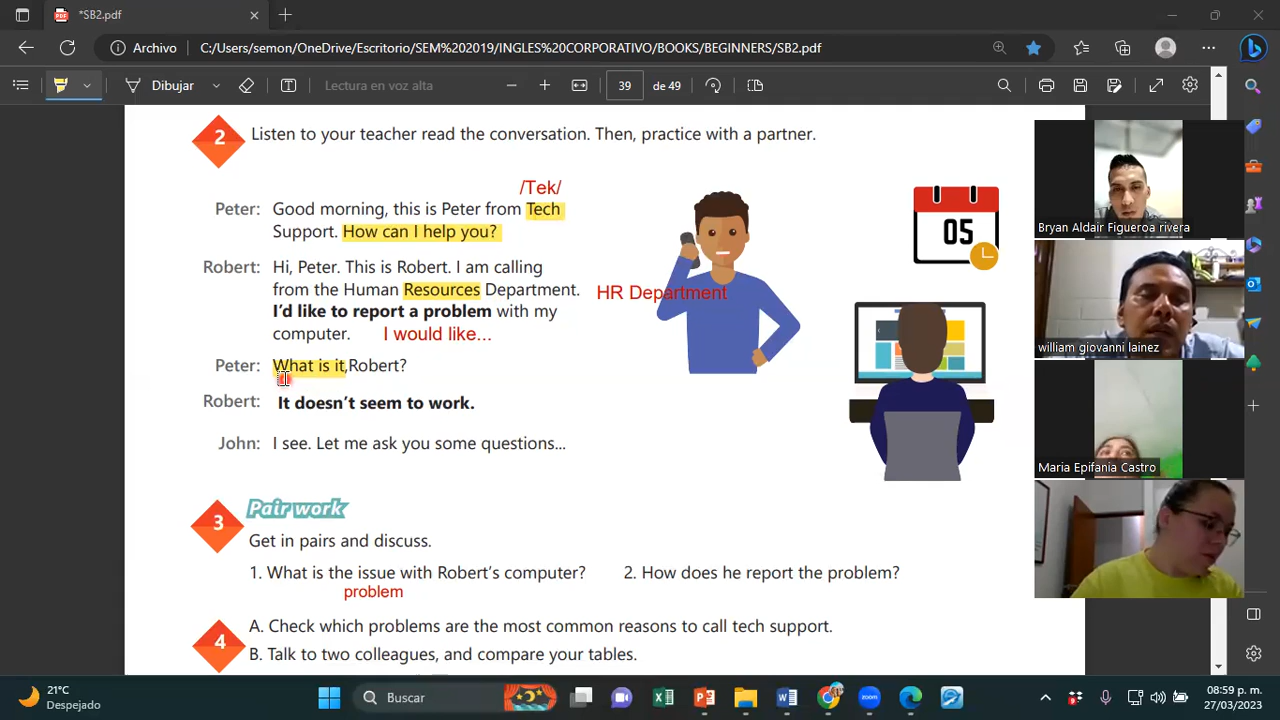 *SB2.pdf
Archivo
C:/Users/semon/OneDrive/Escritorio/SEM%202019/INGLES%20CORPORATIVO/BOOKS/BEGINNERS/SB2.pdf
Dibujar
Lectura en voz alta
39
de 49
2
Listen to your teacher read the conversation. Then, practice with a partner.
/Tek/
Peter: Good morning, this is Peter from Tech
Support. How can I help you?
Robert: Hi, Peter. This is Robert. I am calling
from the Human Resources Department.
HR Department
I'd like to report a problem with my
computer.
I would like...
Peter: What is it,Robert?
Robert: It doesn't seem to work.
John: I see. Let me ask you some questions...
05
3
Pair work
Get in pairs and discuss.
1. What is the issue with Robert's computer?
2. How does he report the problem?
problem
4
A. Check which problems are the most common reasons to call tech support.
B. Talk to two colleagues, and compare your tables.
Bryan Aldair Figueroa rivera
william giovanni lainez
Maria Epifania Castro
21°C
Despejado
Buscar
08:59 p. m.
27/03/2023